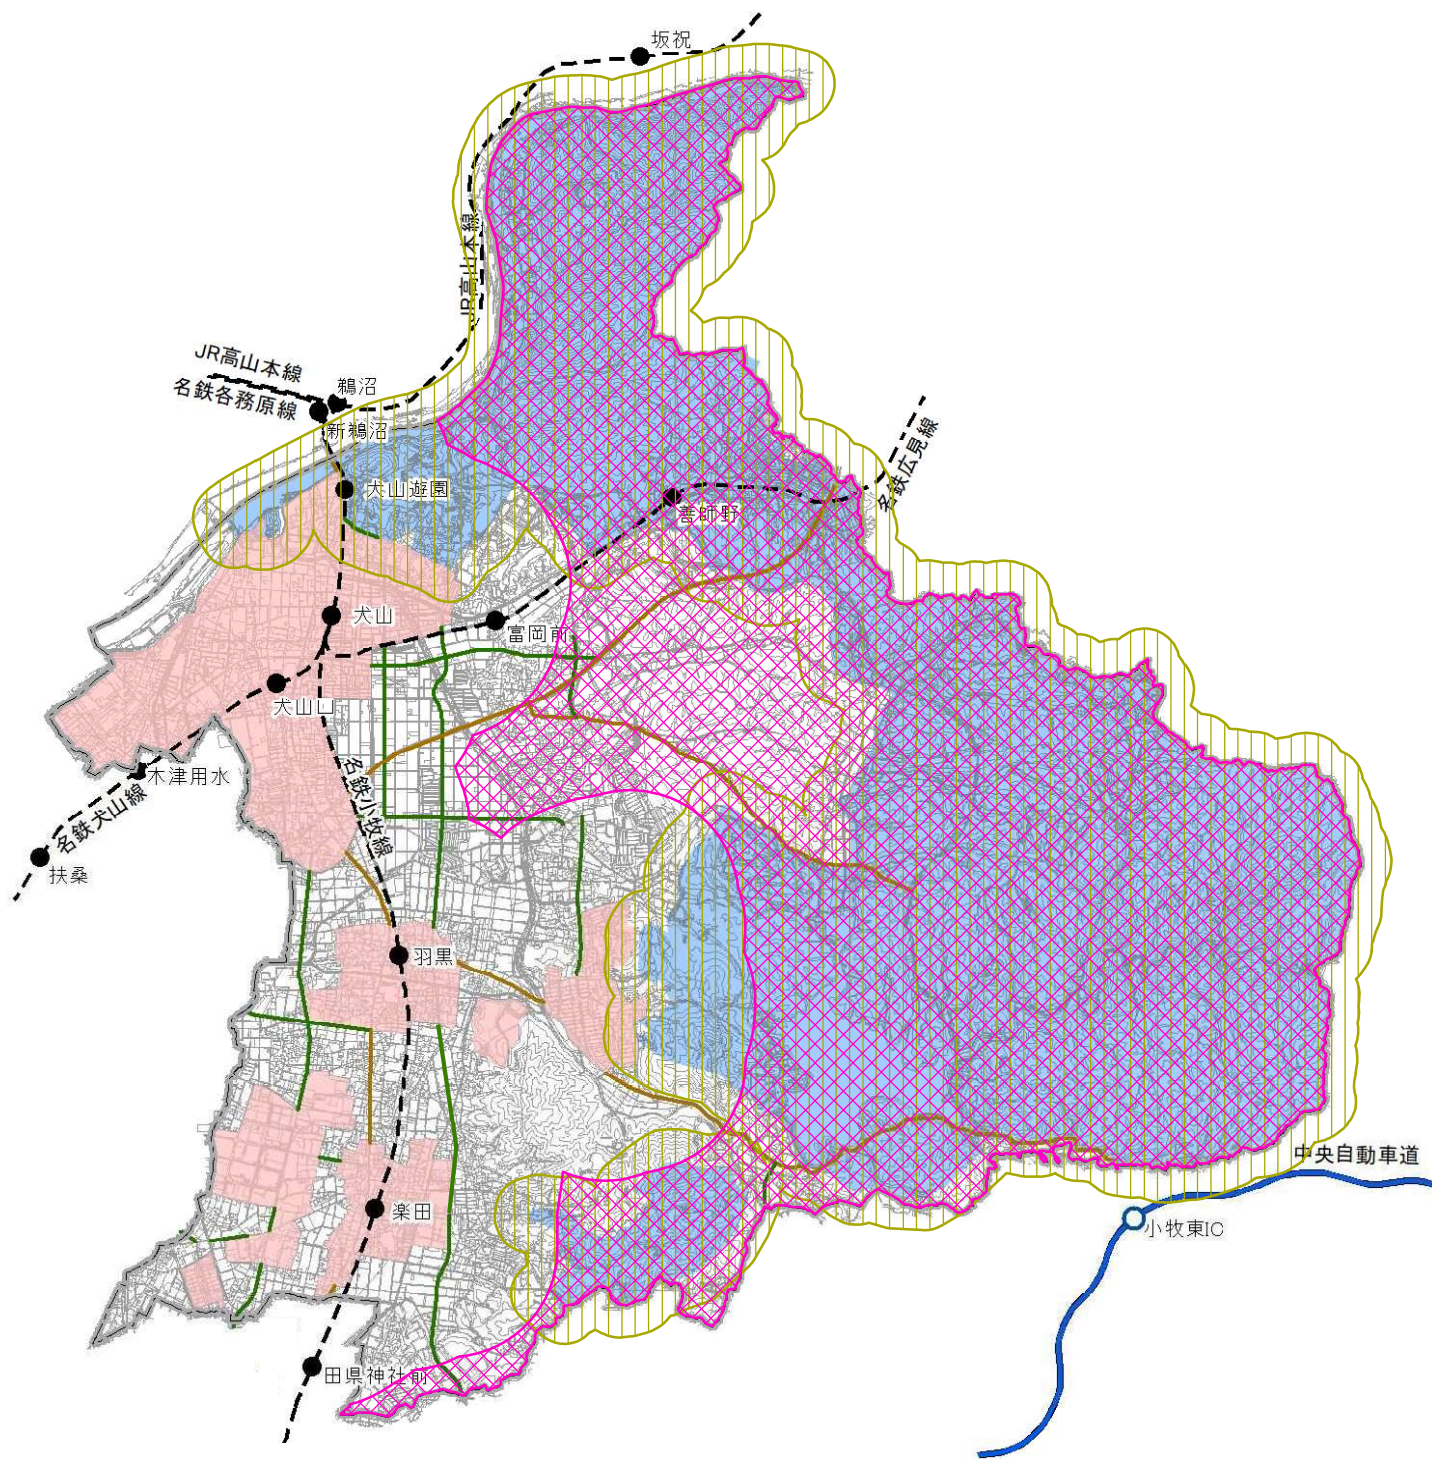 坂祝
JR高山本線
JR高山本線
名鉄各務原線
鵜沼
新鵜沼
犬山遊園
名鉄広見線
善師野
犬山
富岡前
犬山口
木津用水
名鉄小牧線
名鉄犬山線
扶桑
羽黒
中央自動車道
楽田
小牧東IC
田県神社前